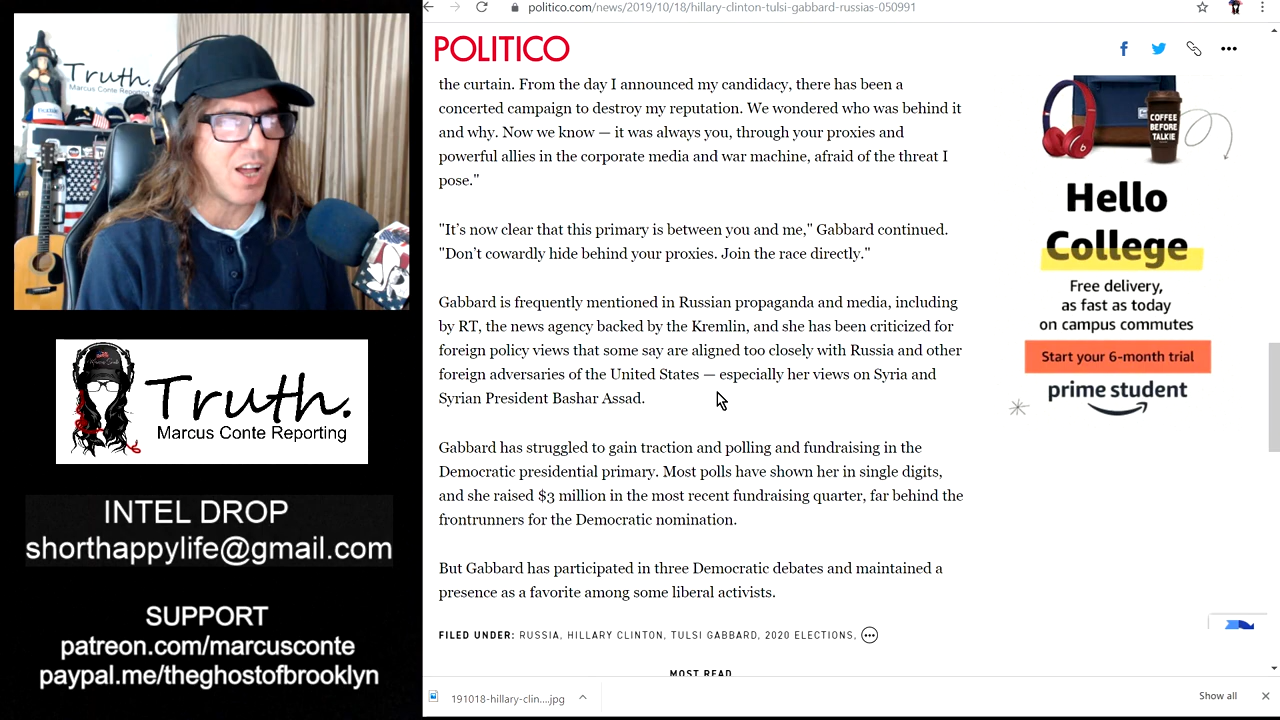 Truth.
Marcus Conte Reporting
Truth.
Marcus Conte Reporting
INTEL DROP
shorthappylife@gmail.com
SUPPORT
patreon.com/marcusconte
paypal.me/theghostofbrooklyn
politico.com/news/2019/10/18/hillary-clinton-tulsi-gabbard-russias-050991
POLITICO
the curtain. From the day I announced my candidacy, there has been a
concerted campaign to destroy my reputation. We wondered who was behind it
and why. Now we know — it was always you, through your proxies and
powerful allies in the corporate media and war machine, afraid of the threat I
pose."
"It's now clear that this primary is between you and me," Gabbard continued.
"Don't cowardly hide behind your proxies. Join the race directly."
Gabbard is frequently mentioned in Russian propaganda and media, including
by RT, the news agency backed by the Kremlin, and she has been criticized for
foreign policy views that some say are aligned too closely with Russia and other
foreign adversaries of the United States — especially her views on Syria and
Syrian President Bashar Assad.
Gabbard has struggled to gain traction and polling and fundraising in the
Democratic presidential primary. Most polls have shown her in single digits,
and she raised $3 million in the most recent fundraising quarter, far behind the
frontrunners for the Democratic nomination.
But Gabbard has participated in three Democratic debates and maintained a
presence as a favorite among some liberal activists.
FILED UNDER: RUSSIA, HILLARY CLINTON, TULSI GABBARD, 2020 ELECTIONS,
MOST READ
COFFEE
BEFORE
TALKIE
Hello
College
Free delivery,
as fast as today
on campus commutes
Start your 6-month trial
prime student
191018-hillary-clin....jpg
Show all